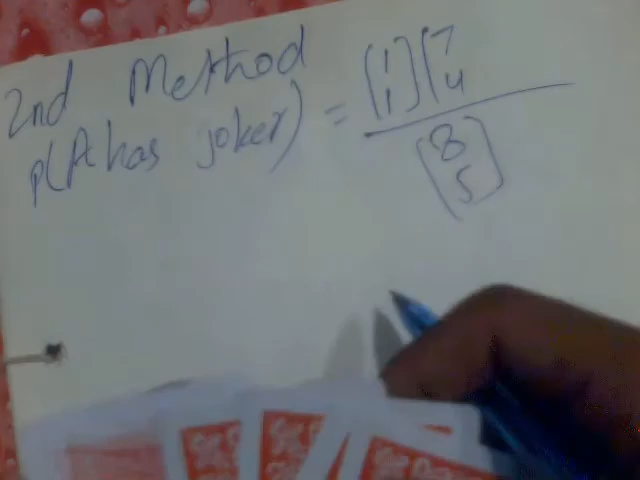 2nd Method
p(A has joker) = (1 1)(7 4
(8 5)